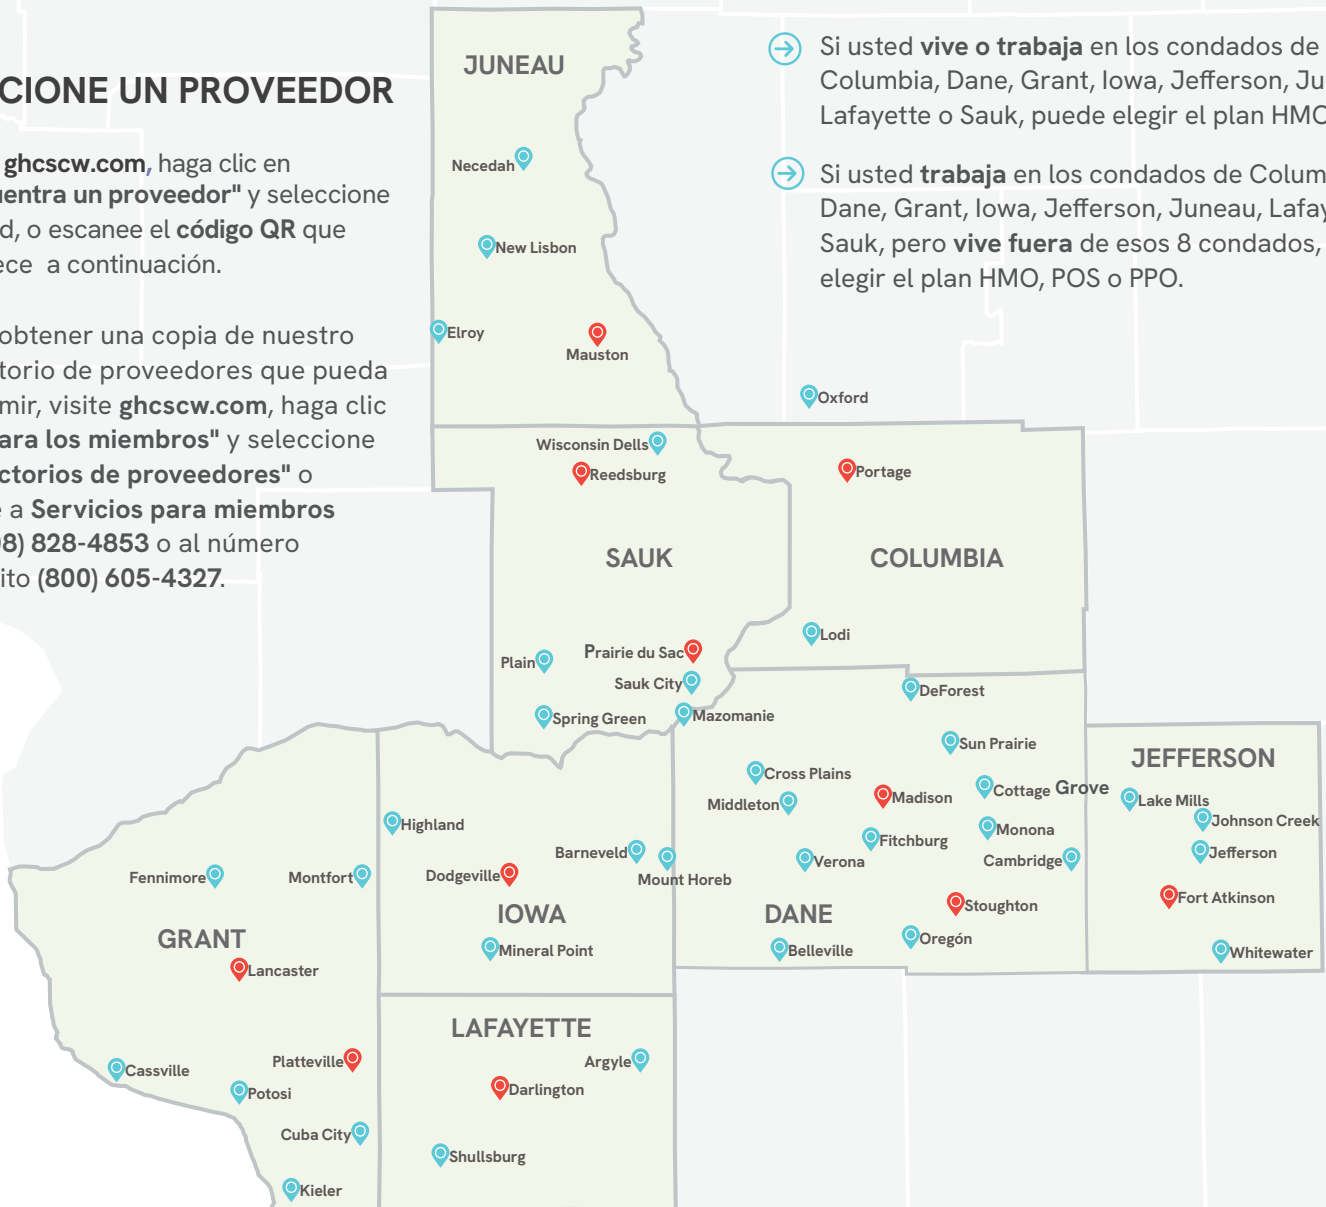 CIONE UN PROVEEDOR
ghcscw.com, haga clic en
uentra un proveedor" y seleccione
d, o escanee el código QR que
ece a continuación.
obtener una copia de nuestro
torio de proveedores que pueda
mir, visite ghcscw.com, haga clic
ara los miembros" y seleccione
ctorios de proveedores" o
e a Servicios para miembros
08) 828-4853 o al número
ito (800) 605-4327.
Si usted vive o trabaja en los condados de
Columbia, Dane, Grant, Iowa, Jefferson, Ju
Lafayette o Sauk, puede elegir el plan HMO
Si usted trabaja en los condados de Colum
Dane, Grant, Iowa, Jefferson, Juneau, Lafay
Sauk, pero vive fuera de esos 8 condados,
elegir el plan HMO, POS o PPO.
JUNEAU
Necedah
New Lisbon
Elroy
Mauston
Oxford
Wisconsin Dells
Reedsburg
Portage
SAUK
COLUMBIA
Lodi
Prairie du Sac
Plain
Sauk City
Spring Green
Mazomanie
DeForest
Sun Prairie
JEFFERSON
Cross Plains
Cottage Grove
Middleton
Madison
Lake Mills
Johnson Creek
Highland
Monona
Fitchburg
Barneveld
Verona
Cambridge
Jefferson
Mount Horeb
Fennimore
Montfort
Dodgeville
Fort Atkinson
Stoughton
IOWA
DANE
GRANT
Oregón
Mineral Point
Belleville
Whitewater
Lancaster
LAFAYETTE
Platteville
Argyle
Cassville
Darlington
Potosi
Cuba City
Shullsburg
Kieler